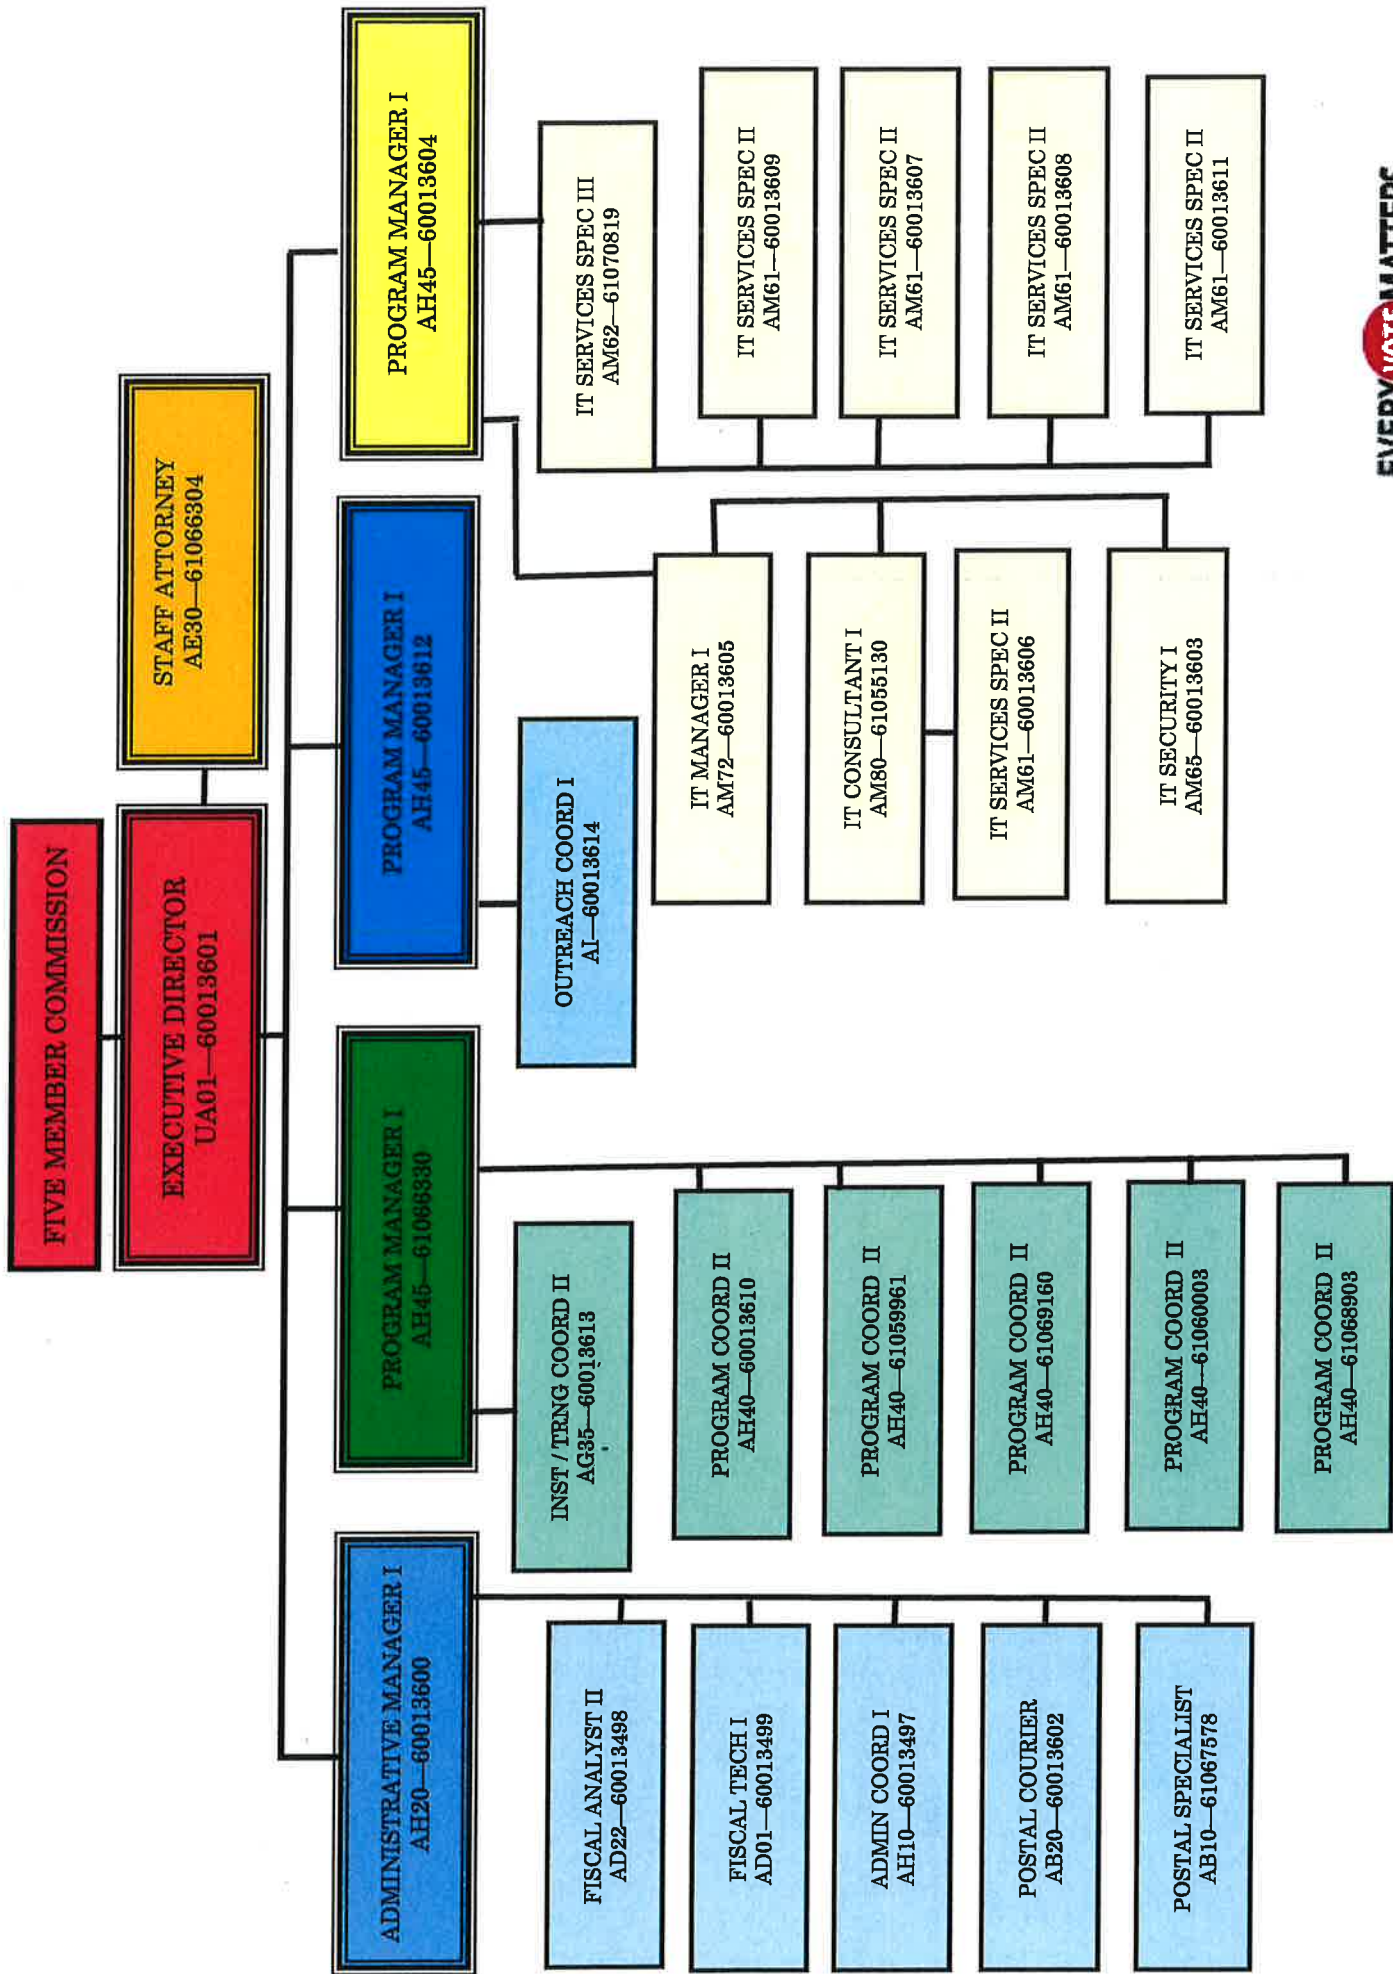 FIVE MEMBER COMMISSION
EXECUTIVE DIRECTOR
UA01—60013601
STAFF ATTORNEY
AE30—61066304
ADMINISTRATIVE MANAGER I
AH20—60013600
PROGRAM MANAGER I
AH45—61066330
PROGRAM MANAGER I
AH45—60013612
PROGRAM MANAGER I
AH45—60013604
FISCAL ANALYST II
AD22—60013498
FISCAL TECH I
AD01—60013499
ADMIN COORD I
AH10—60013497
POSTAL COURIER
AB20—60013602
POSTAL SPECIALIST
AB10—61067578
INST / TRNG COORD II
AG35—60013613
PROGRAM COORD II
AH40—60013610
PROGRAM COORD II
AH40—61059961
PROGRAM COORD II
AH40—61069160
PROGRAM COORD II
AH40—61060003
PROGRAM COORD II
AH40—61068903
OUTREACH COORD I
AI—60013614
IT MANAGER I
AM72—60013605
IT CONSULTANT I
AM80—61055130
IT SERVICES SPEC II
AM61—60013606
IT SECURITY I
AM65—60013603
IT SERVICES SPEC III
AM62—61070819
IT SERVICES SPEC II
AM61—60013609
IT SERVICES SPEC II
AM61—60013607
IT SERVICES SPEC II
AM61—60013608
IT SERVICES SPEC II
AM61—60013611
EVERY VOTE MATTERS